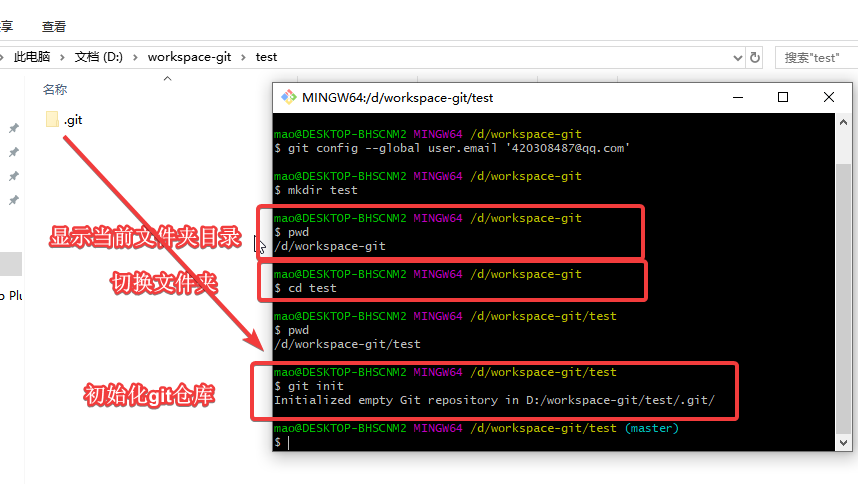 享 查看
此电脑 › 文档 (D:) › workspace-git › test
搜索"test"
名称
.git
MINGW64:/d/workspace-git/test
mao@DESKTOP-BHSCNM2 MINGW64 /d/workspace-git
$ git config --global user.email '420308487@qq.com'
mao@DESKTOP-BHSCNM2 MINGW64 /d/workspace-git
$ mkdir test
mao@DESKTOP-BHSCNM2 MINGW64 /d/workspace-git
$ pwd
/d/workspace-git
显示当前文件夹目录
mao@DESKTOP-BHSCNM2 MINGW64 /d/workspace-git
$ cd test
切换文件夹
mao@DESKTOP-BHSCNM2 MINGW64 /d/workspace-git/test
$ pwd
/d/workspace-git/test
mao@DESKTOP-BHSCNM2 MINGW64 /d/workspace-git/test
$ git init
Initialized empty Git repository in D:/workspace-git/test/.git/
初始化git仓库
mao@DESKTOP-BHSCNM2 MINGW64 /d/workspace-git/test (master)
$